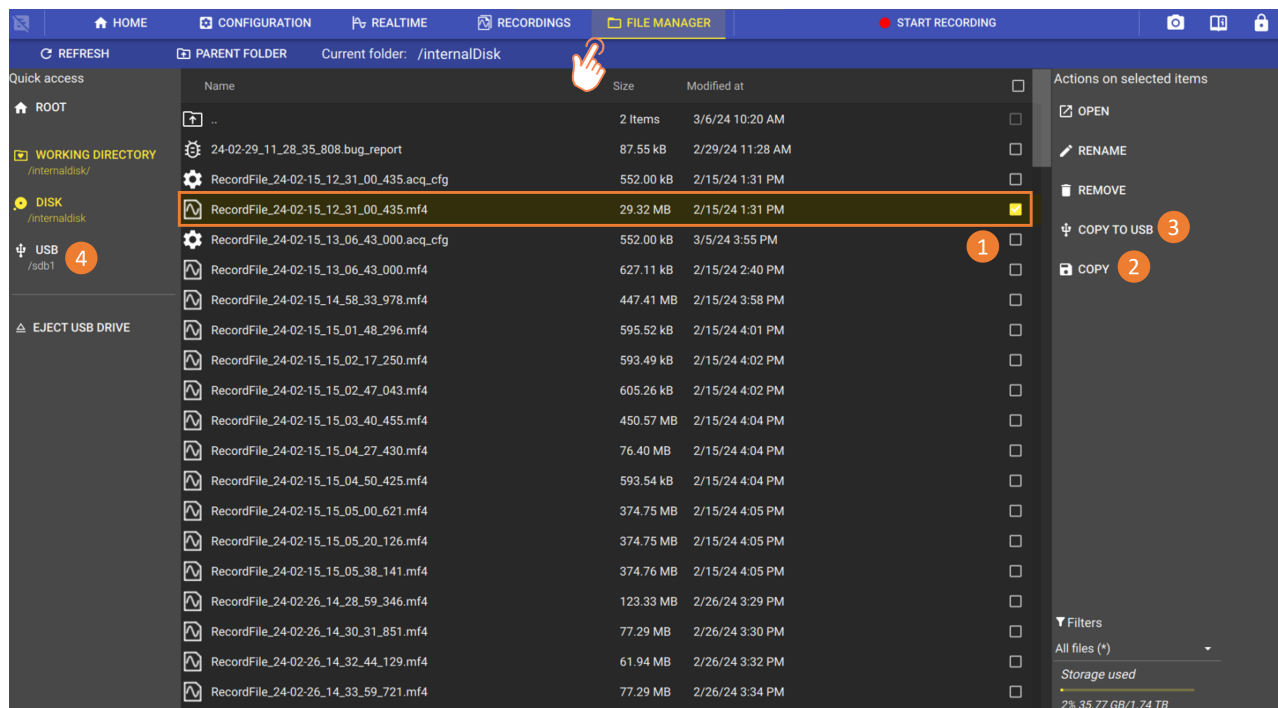 HOME CONFIGURATION REALTIME RECORDINGS FILE MANAGER START RECORDING
REFRESH PARENT FOLDER Current folder: /internalDisk
Quick access
ROOT
WORKING DIRECTORY
/internaldisk/
DISK
/internaldisk
USB
/sdb1
4
EJECT USB DRIVE
Name Size Modified at
.. 2 Items 3/6/24 10:20 AM
24-02-29_11_28_35_808.bug_report 87.55 kB 2/29/24 11:28 AM
RecordFile_24-02-15_12_31_00_435.acq_cfg 552.00 kB 2/15/24 1:31 PM
RecordFile_24-02-15_12_31_00_435.mf4 29.32 MB 2/15/24 1:31 PM
RecordFile_24-02-15_13_06_43_000.acq_cfg 552.00 kB 3/5/24 3:55 PM
1
RecordFile_24-02-15_13_06_43_000.mf4 627.11 kB 2/15/24 2:40 PM
RecordFile_24-02-15_14_58_33_978.mf4 447.41 MB 2/15/24 3:58 PM
RecordFile_24-02-15_15_01_48_296.mf4 595.52 kB 2/15/24 4:01 PM
RecordFile_24-02-15_15_02_17_250.mf4 593.49 kB 2/15/24 4:02 PM
RecordFile_24-02-15_15_02_47_043.mf4 605.26 kB 2/15/24 4:02 PM
RecordFile_24-02-15_15_03_40_455.mf4 450.57 MB 2/15/24 4:04 PM
RecordFile_24-02-15_15_04_27_430.mf4 76.40 MB 2/15/24 4:04 PM
RecordFile_24-02-15_15_04_50_425.mf4 593.54 kB 2/15/24 4:04 PM
RecordFile_24-02-15_15_05_00_621.mf4 374.75 MB 2/15/24 4:05 PM
RecordFile_24-02-15_15_05_20_126.mf4 374.75 MB 2/15/24 4:05 PM
RecordFile_24-02-15_15_05_38_141.mf4 374.76 MB 2/15/24 4:05 PM
RecordFile_24-02-26_14_28_59_346.mf4 123.33 MB 2/26/24 3:29 PM
RecordFile_24-02-26_14_30_31_851.mf4 77.29 MB 2/26/24 3:30 PM
RecordFile_24-02-26_14_32_44_129.mf4 61.94 MB 2/26/24 3:32 PM
RecordFile_24-02-26_14_33_59_721.mf4 77.29 MB 2/26/24 3:34 PM
Actions on selected items
OPEN
RENAME
REMOVE
COPY TO USB 3
COPY 2
Filters
All files (*)
Storage used
2% 35.77 GB/1.74 TB